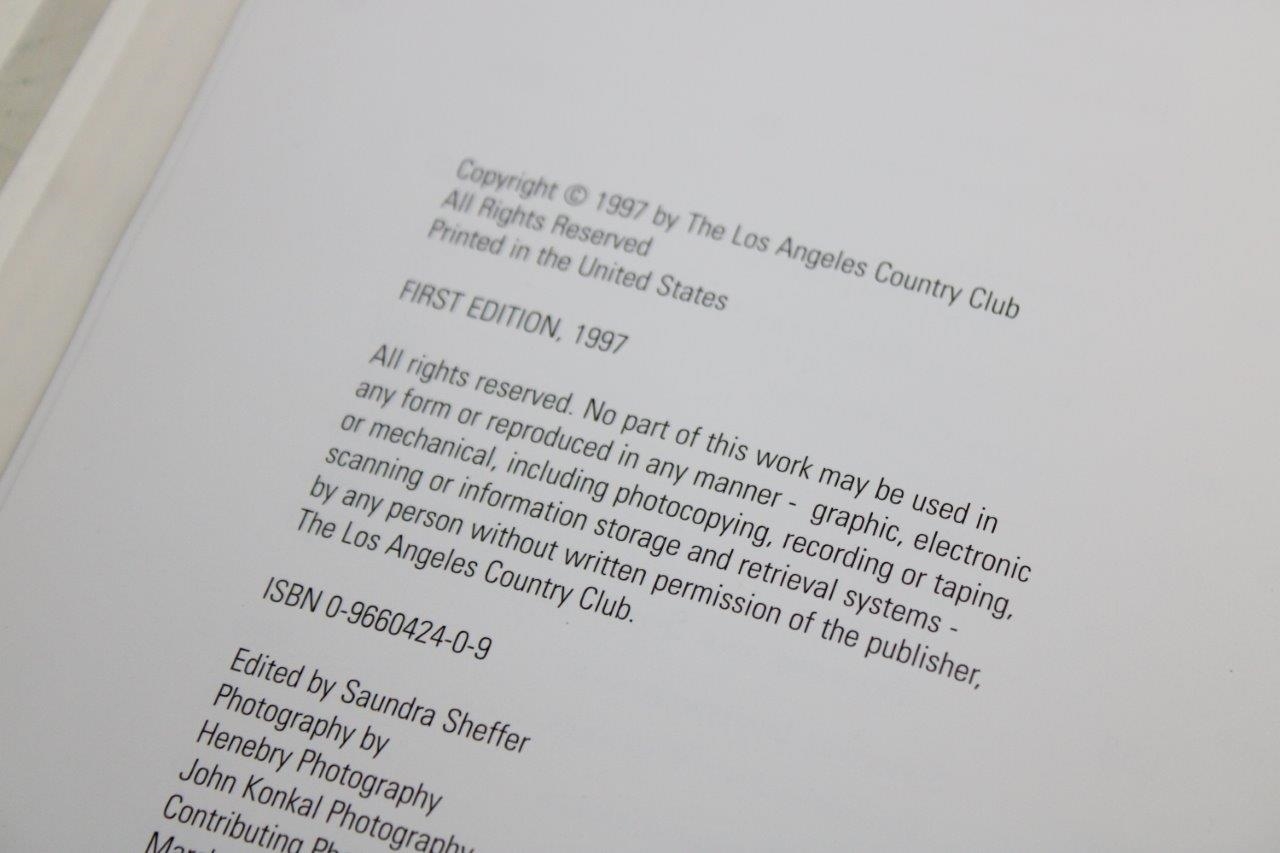 Copyright © 1997 by The Los Angeles Country Club
All Rights Reserved
Printed in the United States
FIRST EDITION, 1997
All rights reserved. No part of this work may be used in
any form or reproduced in any manner - graphic, electronic
or mechanical, including photocopying, recording or taping,
scanning or information storage and retrieval systems -
by any person without written permission of the publisher,
The Los Angeles Country Club.
ISBN 0-9660424-0-9
Edited by Saundra Sheffer
Photography by
Henebry Photography
John Konkal Photography
Contributing